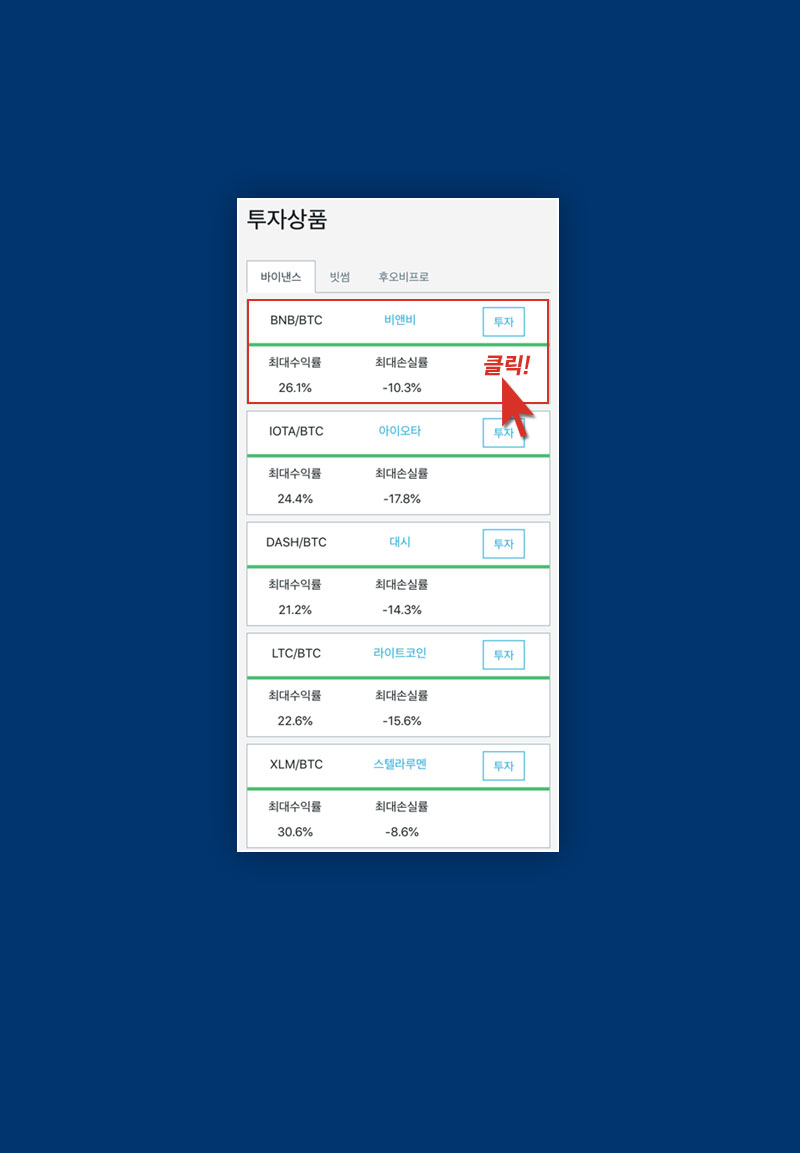 투자상품
바이낸스 빗썸 후오비프로
BNB/BTC 비앤비 투자
최대수익률 최대손실률 클릭!
26.1% -10.3%
IOTA/BTC 아이오타 투자
최대수익률 최대손실률
24.4% -17.8%
DASH/BTC 대시 투자
최대수익률 최대손실률
21.2% -14.3%
LTC/BTC 라이트코인 투자
최대수익률 최대손실률
22.6% -15.6%
XLM/BTC 스텔라루멘 투자
최대수익률 최대손실률
30.6% -8.6%